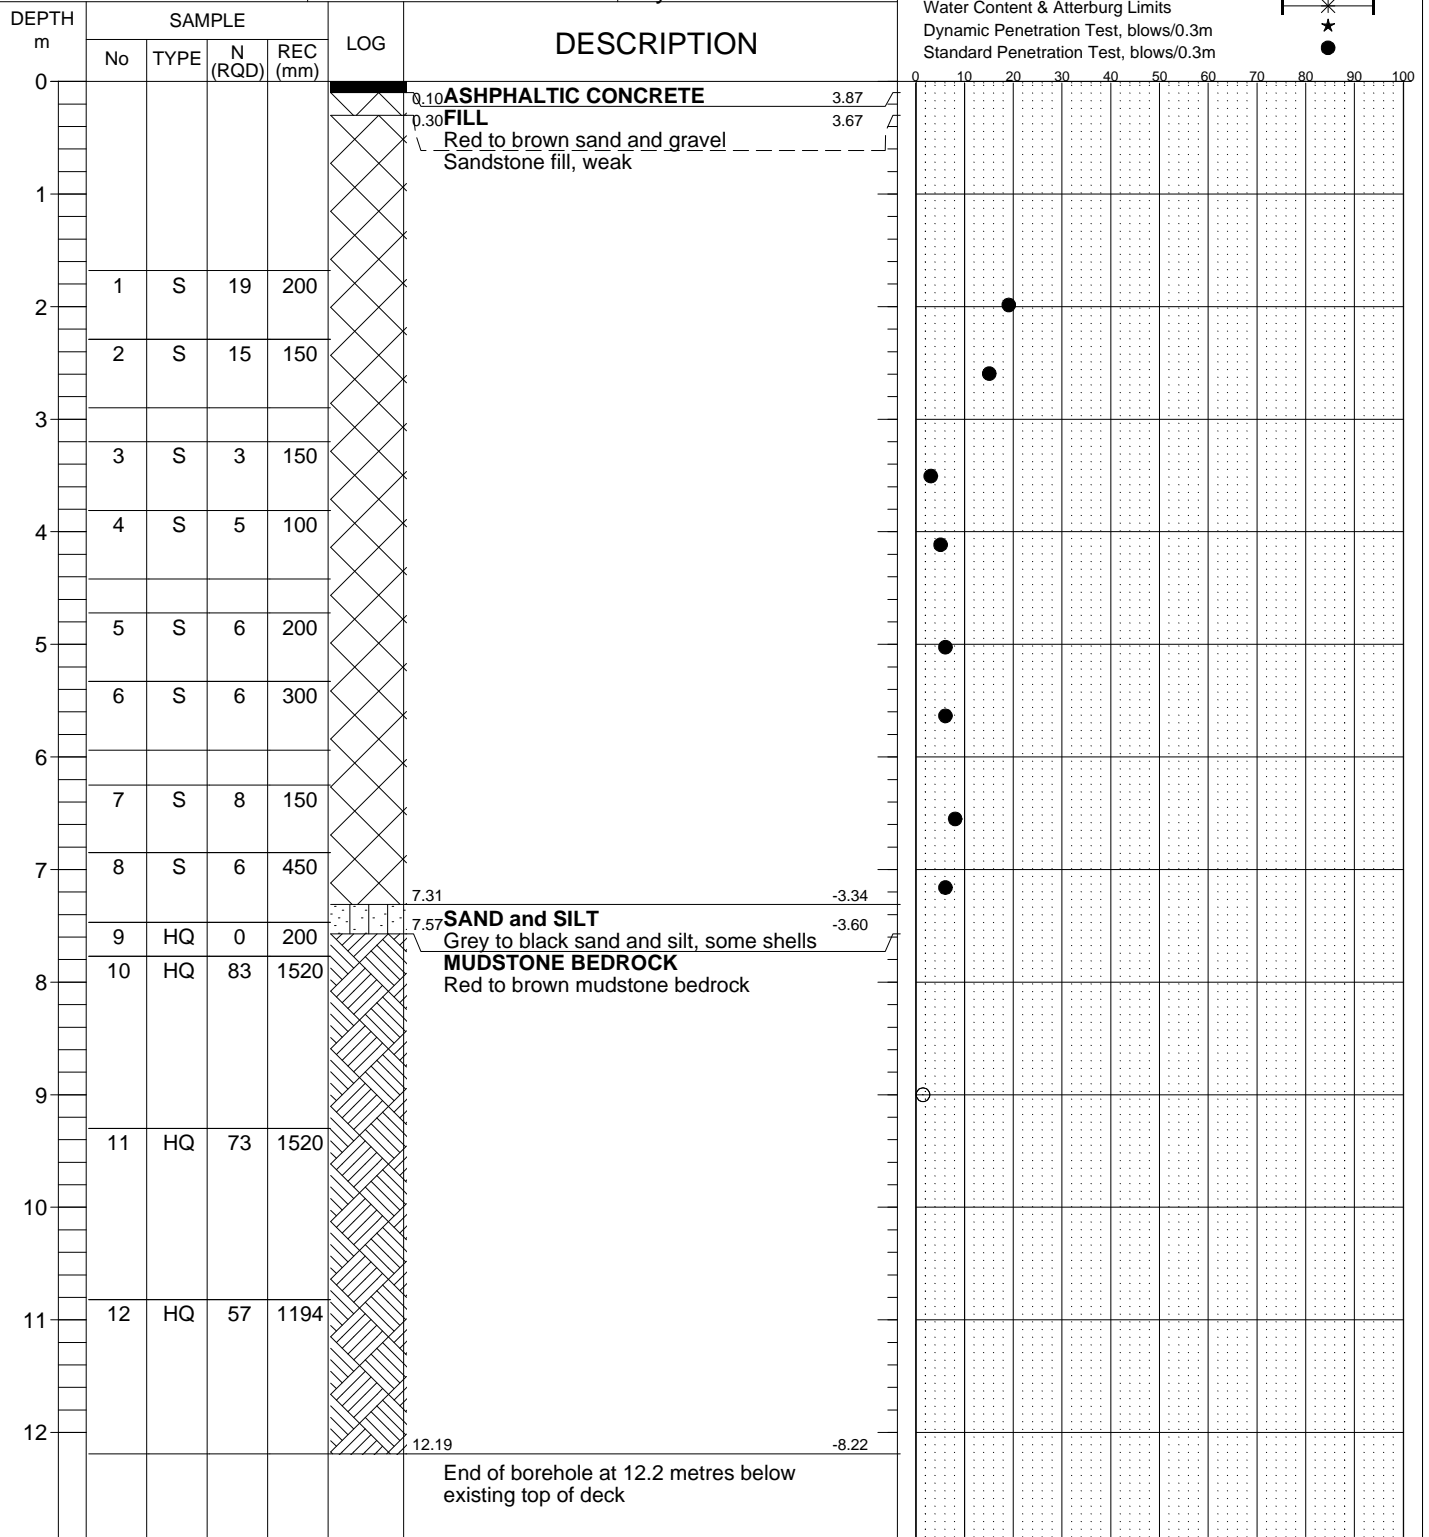 Water Content & Atterburg Limits
Dynamic Penetration Test, blows/0.3m
Standard Penetration Test, blows/0.3m
DEPTH m SAMPLE LOG DESCRIPTION
No TYPE N (RQD) REC (mm)
0 10 20 30 40 50 60 70 80 90 100
0
0.10 ASHPHALTIC CONCRETE 3.87
0.30 FILL 3.67
Red to brown sand and gravel
Sandstone fill, weak
1
1 S 19 200
2
2 S 15 150
3
3 S 3 150
4 S 5 100
4
5 S 6 200
5
6 S 6 300
6
7 S 8 150
8 S 6 450
7
7.31 -3.34
7.57 SAND and SILT -3.60
9 HQ 0 200
Grey to black sand and silt, some shells
MUDSTONE BEDROCK
10 HQ 83 1520
8
Red to brown mudstone bedrock
9
11 HQ 73 1520
10
12 HQ 57 1194
11
12
12.19 -8.22
End of borehole at 12.2 metres below
existing top of deck